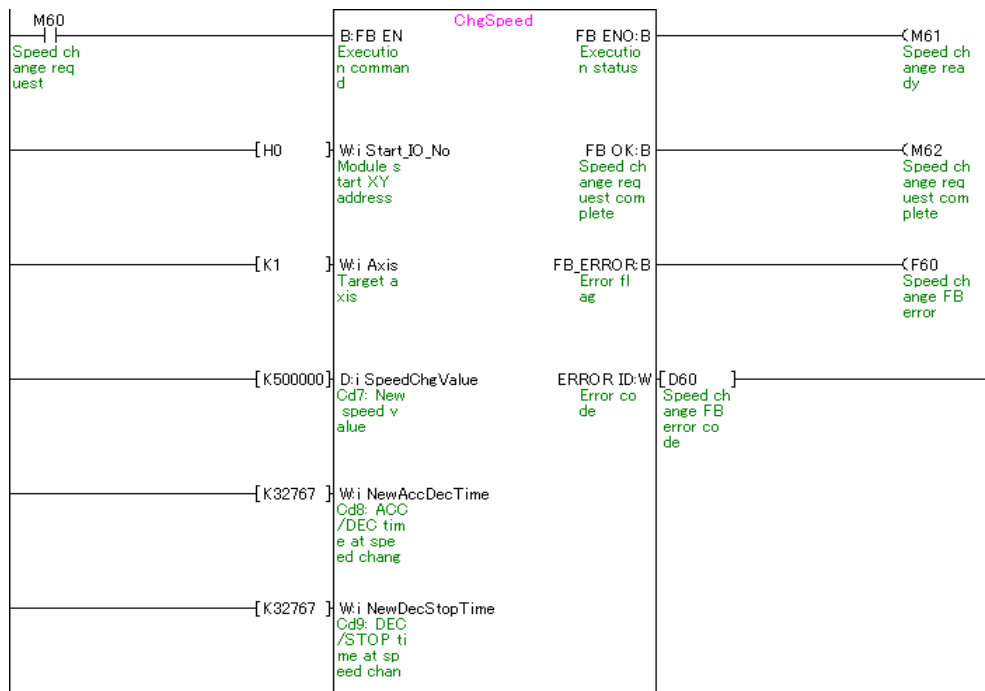 M60
Speed ch
ange req
uest
ChgSpeed
B:FB EN
Executio
n comman
d
FB ENO:B
Executio
n status
M61
Speed ch
ange rea
dy
H0
W:i Start_IO_No
Module s
tart XY
address
FB OK:B
Speed ch
ange req
uest com
plete
M62
Speed ch
ange req
uest com
plete
K1
W:i Axis
Target a
xis
FB_ERROR:B
Error fl
ag
F60
Speed ch
ange FB
error
K500000
D:i SpeedChgValue
Cd7: New
speed v
alue
ERROR ID:W
Error co
de
D60
Speed ch
ange FB
error co
de
K32767
W:i NewAccDecTime
Cd8: ACC
/DEC tim
e at spe
ed chang
K32767
W:i NewDecStopTime
Cd9: DEC
/STOP ti
me at sp
eed chan